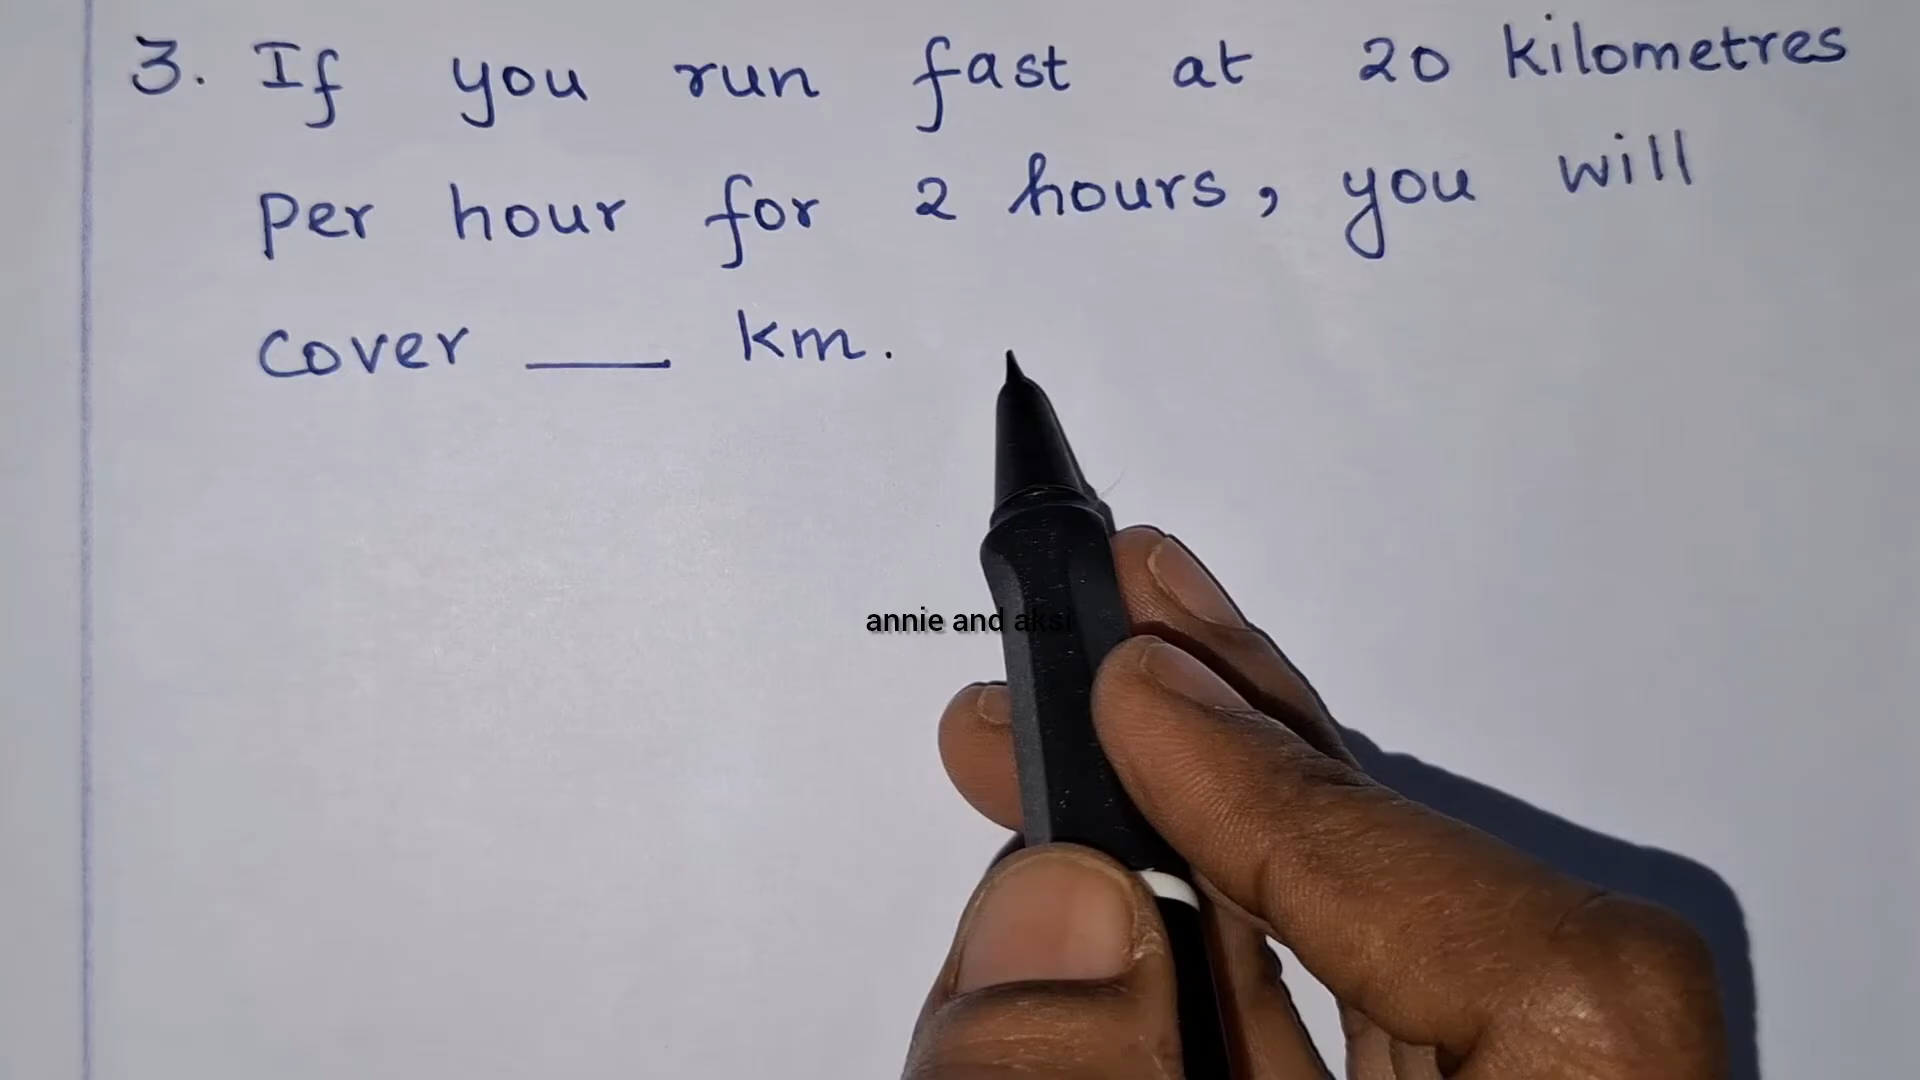 3. If you run fast at 20 kilometres
per hour for 2 hours, you will
cover ___ km.
annie and aksi